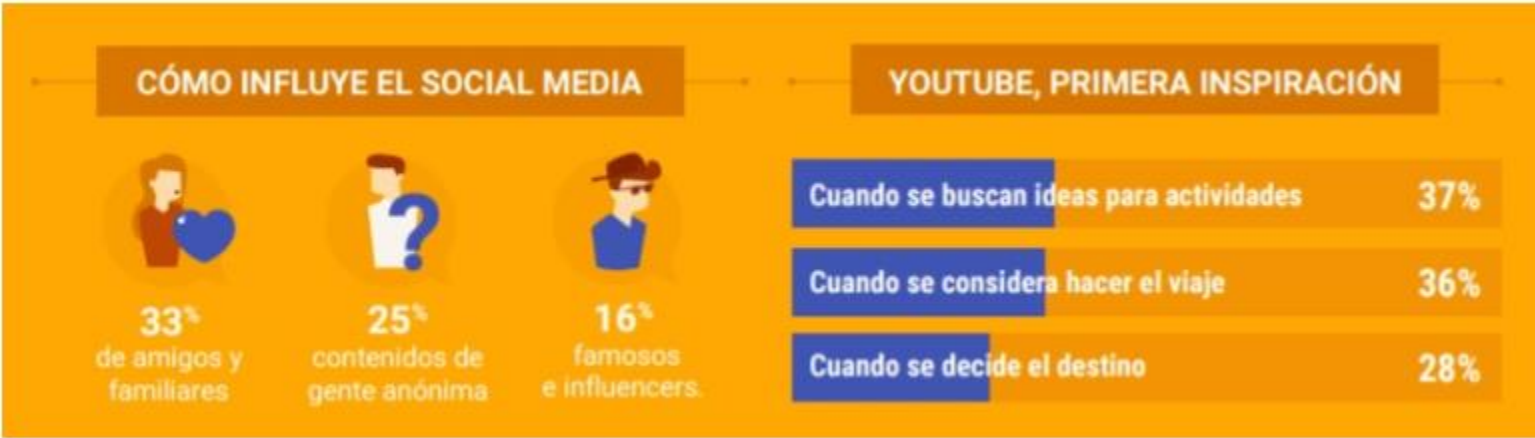 CÓMO INFLUYE EL SOCIAL MEDIA
33%
de amigos y
familiares
25%
contenidos de
gente anónima
16%
famosos
e influencers.
YOUTUBE, PRIMERA INSPIRACIÓN
Cuando se buscan ideas para actividades 37%
Cuando se considera hacer el viaje 36%
Cuando se decide el destino 28%